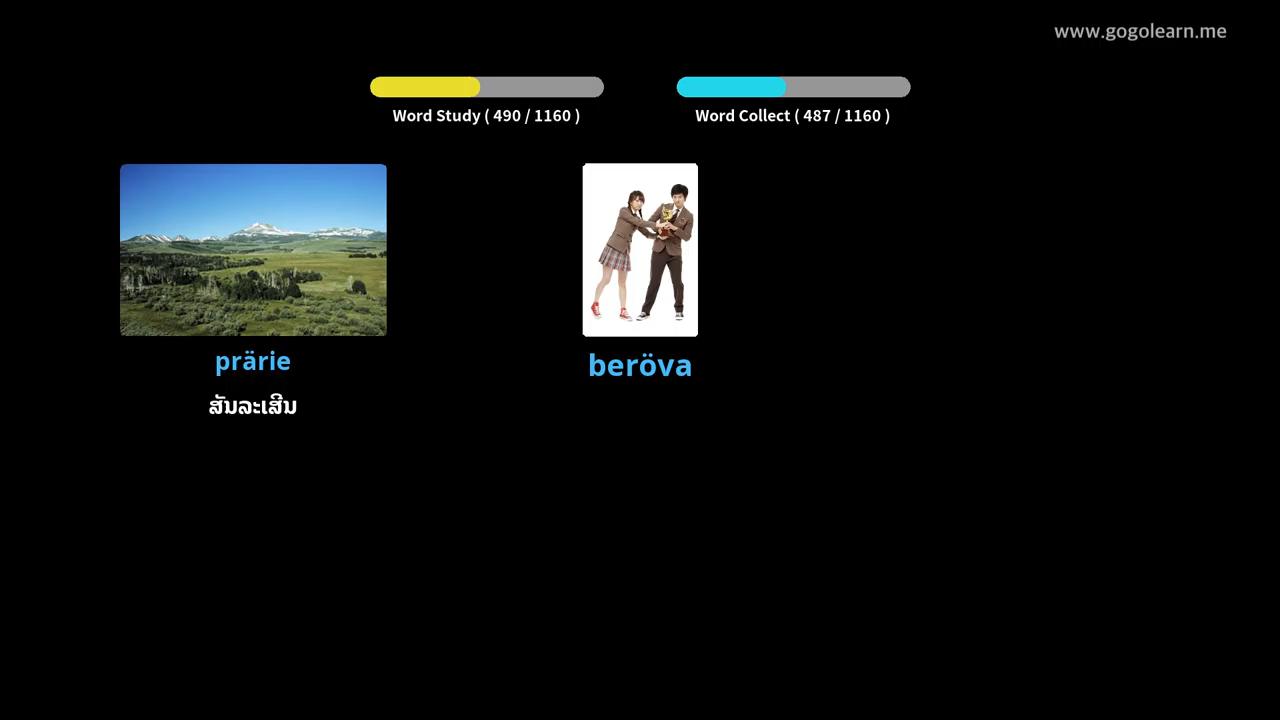 www.gogolearn.me
Word Study ( 490 / 1160 )
Word Collect ( 487 / 1160 )
prärie
ສັນລະເສີນ
beröva